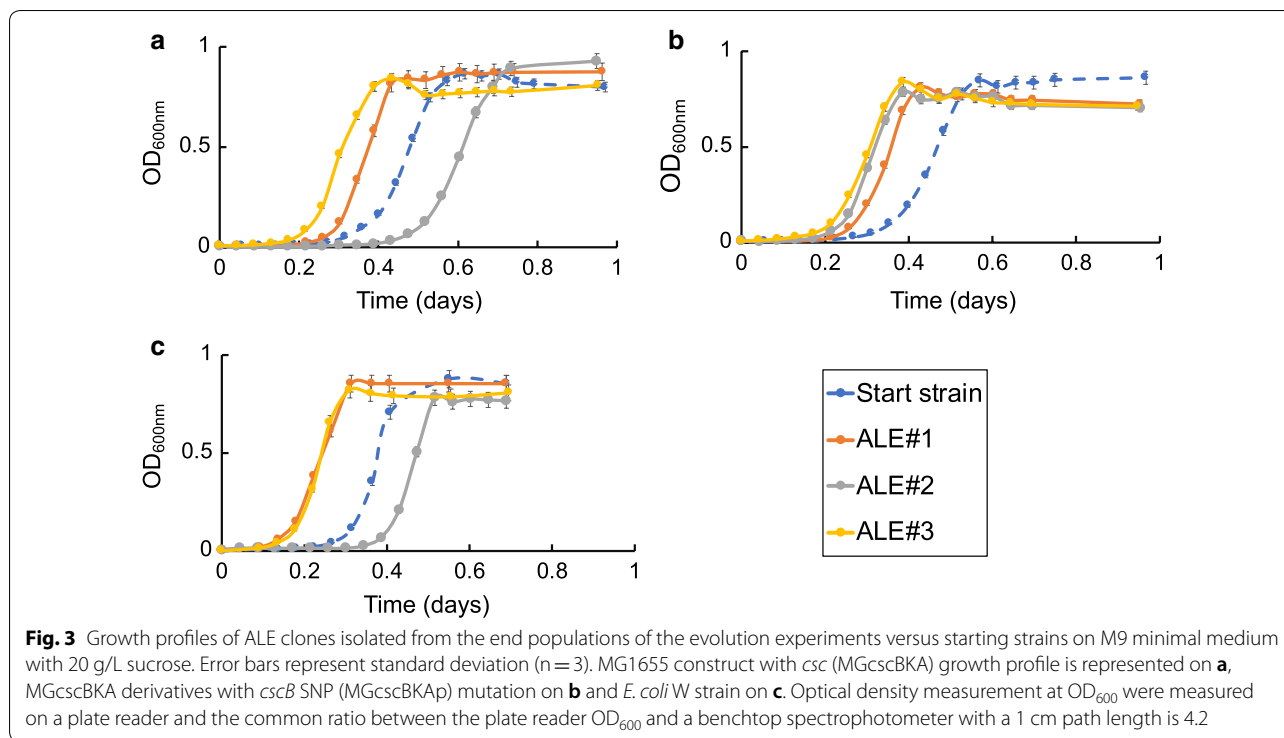 a
1
0.5
0
OD600nm
0 0.2 0.4 0.6 0.8 1
Time (days)
b
1
0.5
0
OD600nm
0 0.2 0.4 0.6 0.8 1
Time (days)
c
1
0.5
0
OD600nm
0 0.2 0.4 0.6 0.8 1
Time (days)
Start strain
ALE#1
ALE#2
ALE#3
Fig. 3 Growth profiles of ALE clones isolated from the end populations of the evolution experiments versus starting strains on M9 minimal medium
with 20 g/L sucrose. Error bars represent standard deviation (n = 3). MG1655 construct with csc (MGcscBKA) growth profile is represented on a,
MGcscBKA derivatives with cscB SNP (MGcscBKAp) mutation on b and E. coli W strain on c. Optical density measurement at OD600 were measured
on a plate reader and the common ratio between the plate reader OD600 and a benchtop spectrophotometer with a 1 cm path length is 4.2